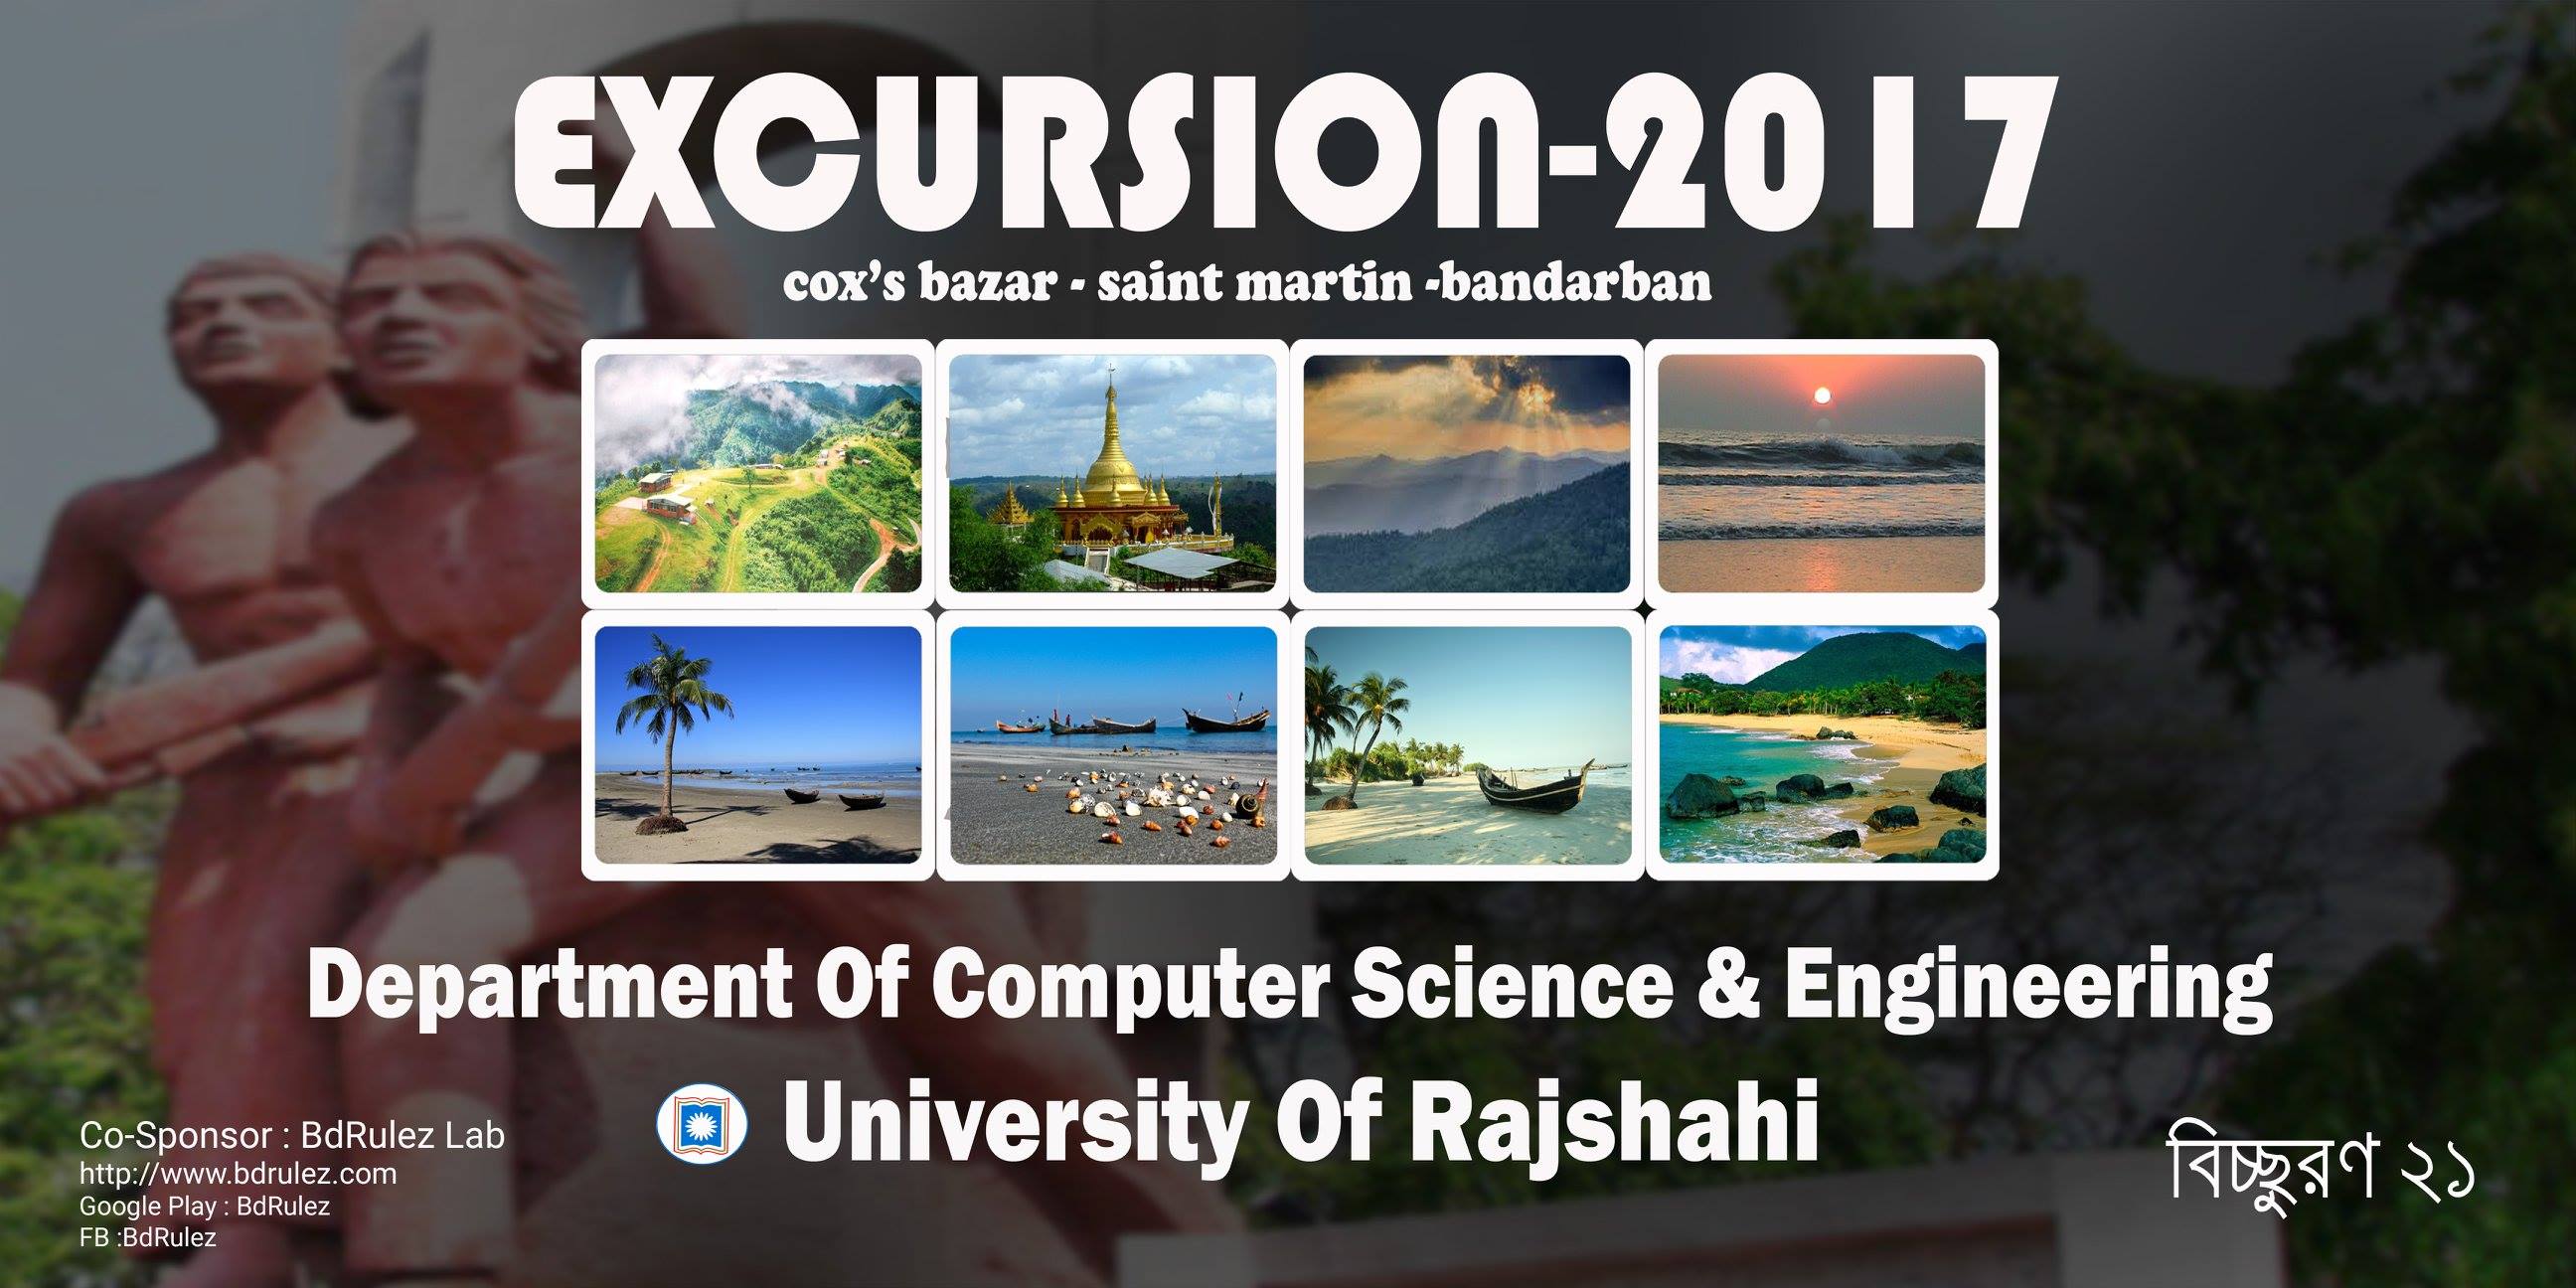 EXCURSION-2017
cox's bazar - saint martin -bandarban
Department Of Computer Science & Engineering
University Of Rajshahi
Co-Sponsor : BdRulez Lab
http://www.bdrulez.com
Google Play : BdRulez
FB :BdRulez
বিচ্ছুরণ ২১